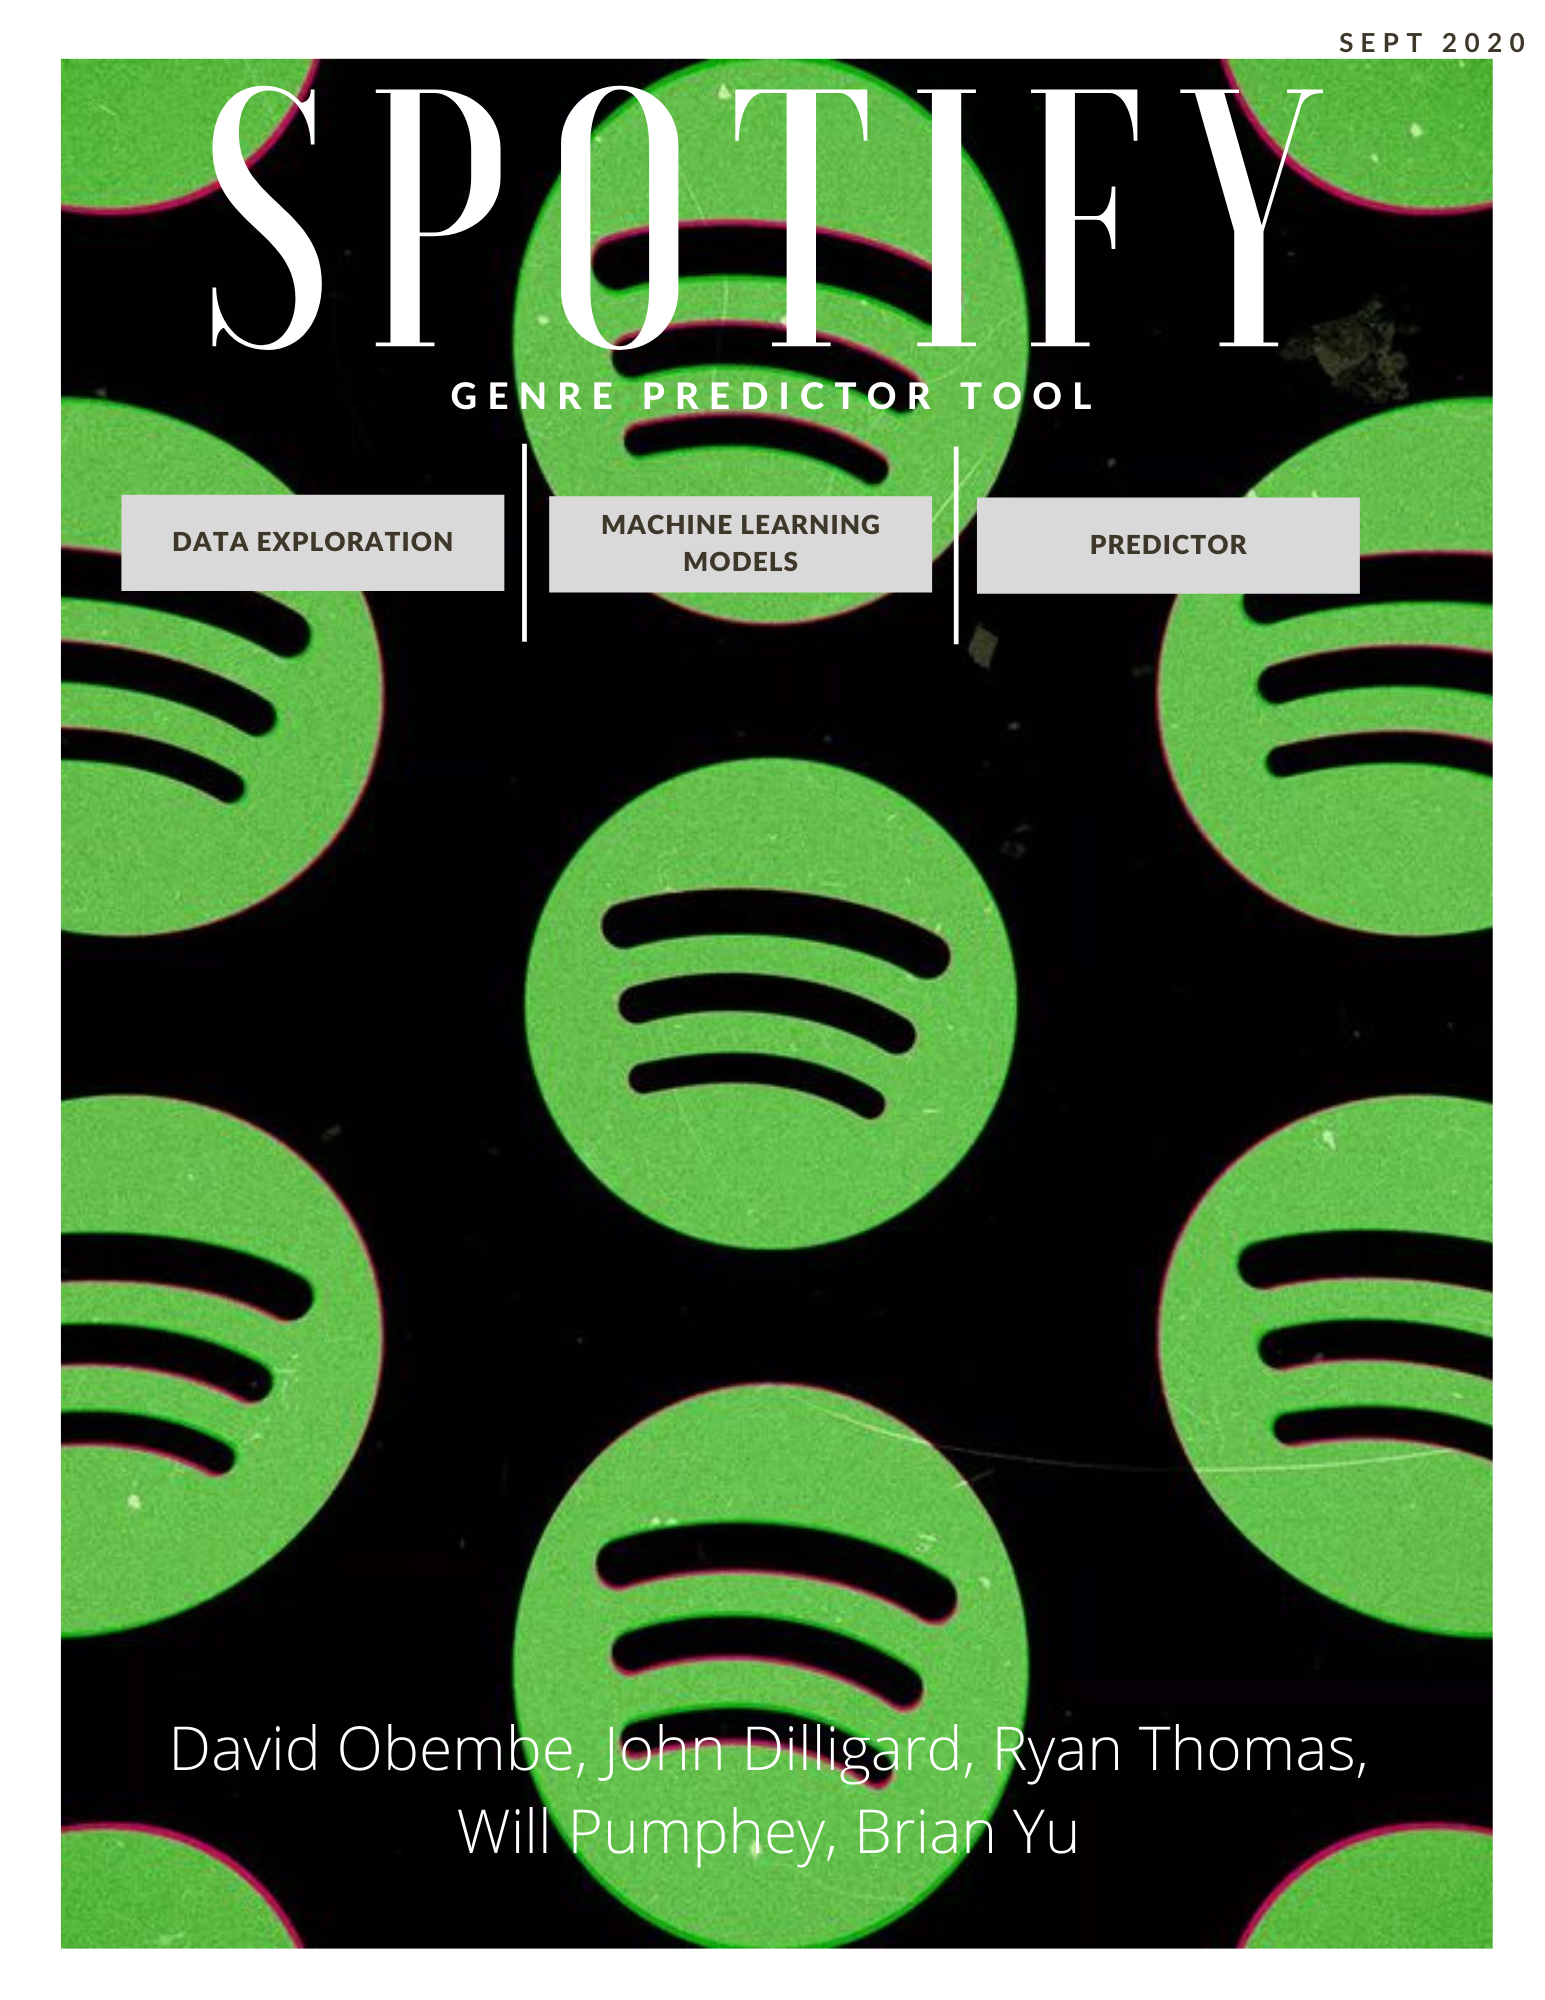 SEPT 2020
SPOTIFY
GENRE PREDICTOR TOOL
DATA EXPLORATION
MACHINE LEARNING
MODELS
PREDICTOR
David Obembe, John Dilligard, Ryan Thomas,
Will Pumphey, Brian Yu